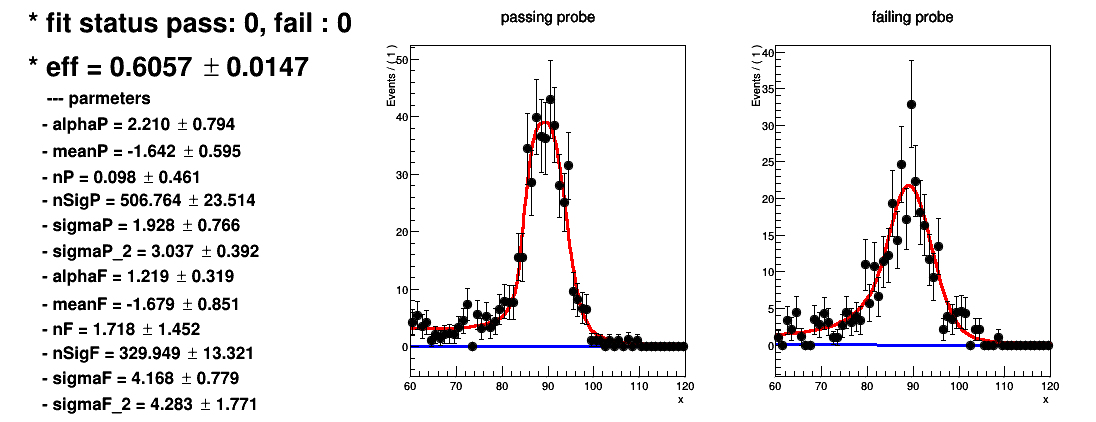 * fit status pass: 0, fail : 0
* eff = 0.6057 ± 0.0147
--- parmeters
- alphaP = 2.210 ± 0.794
- meanP = -1.642 ± 0.595
- nP = 0.098 ± 0.461
- nSigP = 506.764 ± 23.514
- sigmaP = 1.928 ± 0.766
- sigmaP_2 = 3.037 ± 0.392
- alphaF = 1.219 ± 0.319
- meanF = -1.679 ± 0.851
- nF = 1.718 ± 1.452
- nSigF = 329.949 ± 13.321
- sigmaF = 4.168 ± 0.779
- sigmaF_2 = 4.283 ± 1.771
passing probe
Events / ( 1 )
50
40
30
20
10
0
60 70 80 90 100 110 120
x
failing probe
Events / ( 1 )
40
35
30
25
20
15
10
5
0
60 70 80 90 100 110 120
x